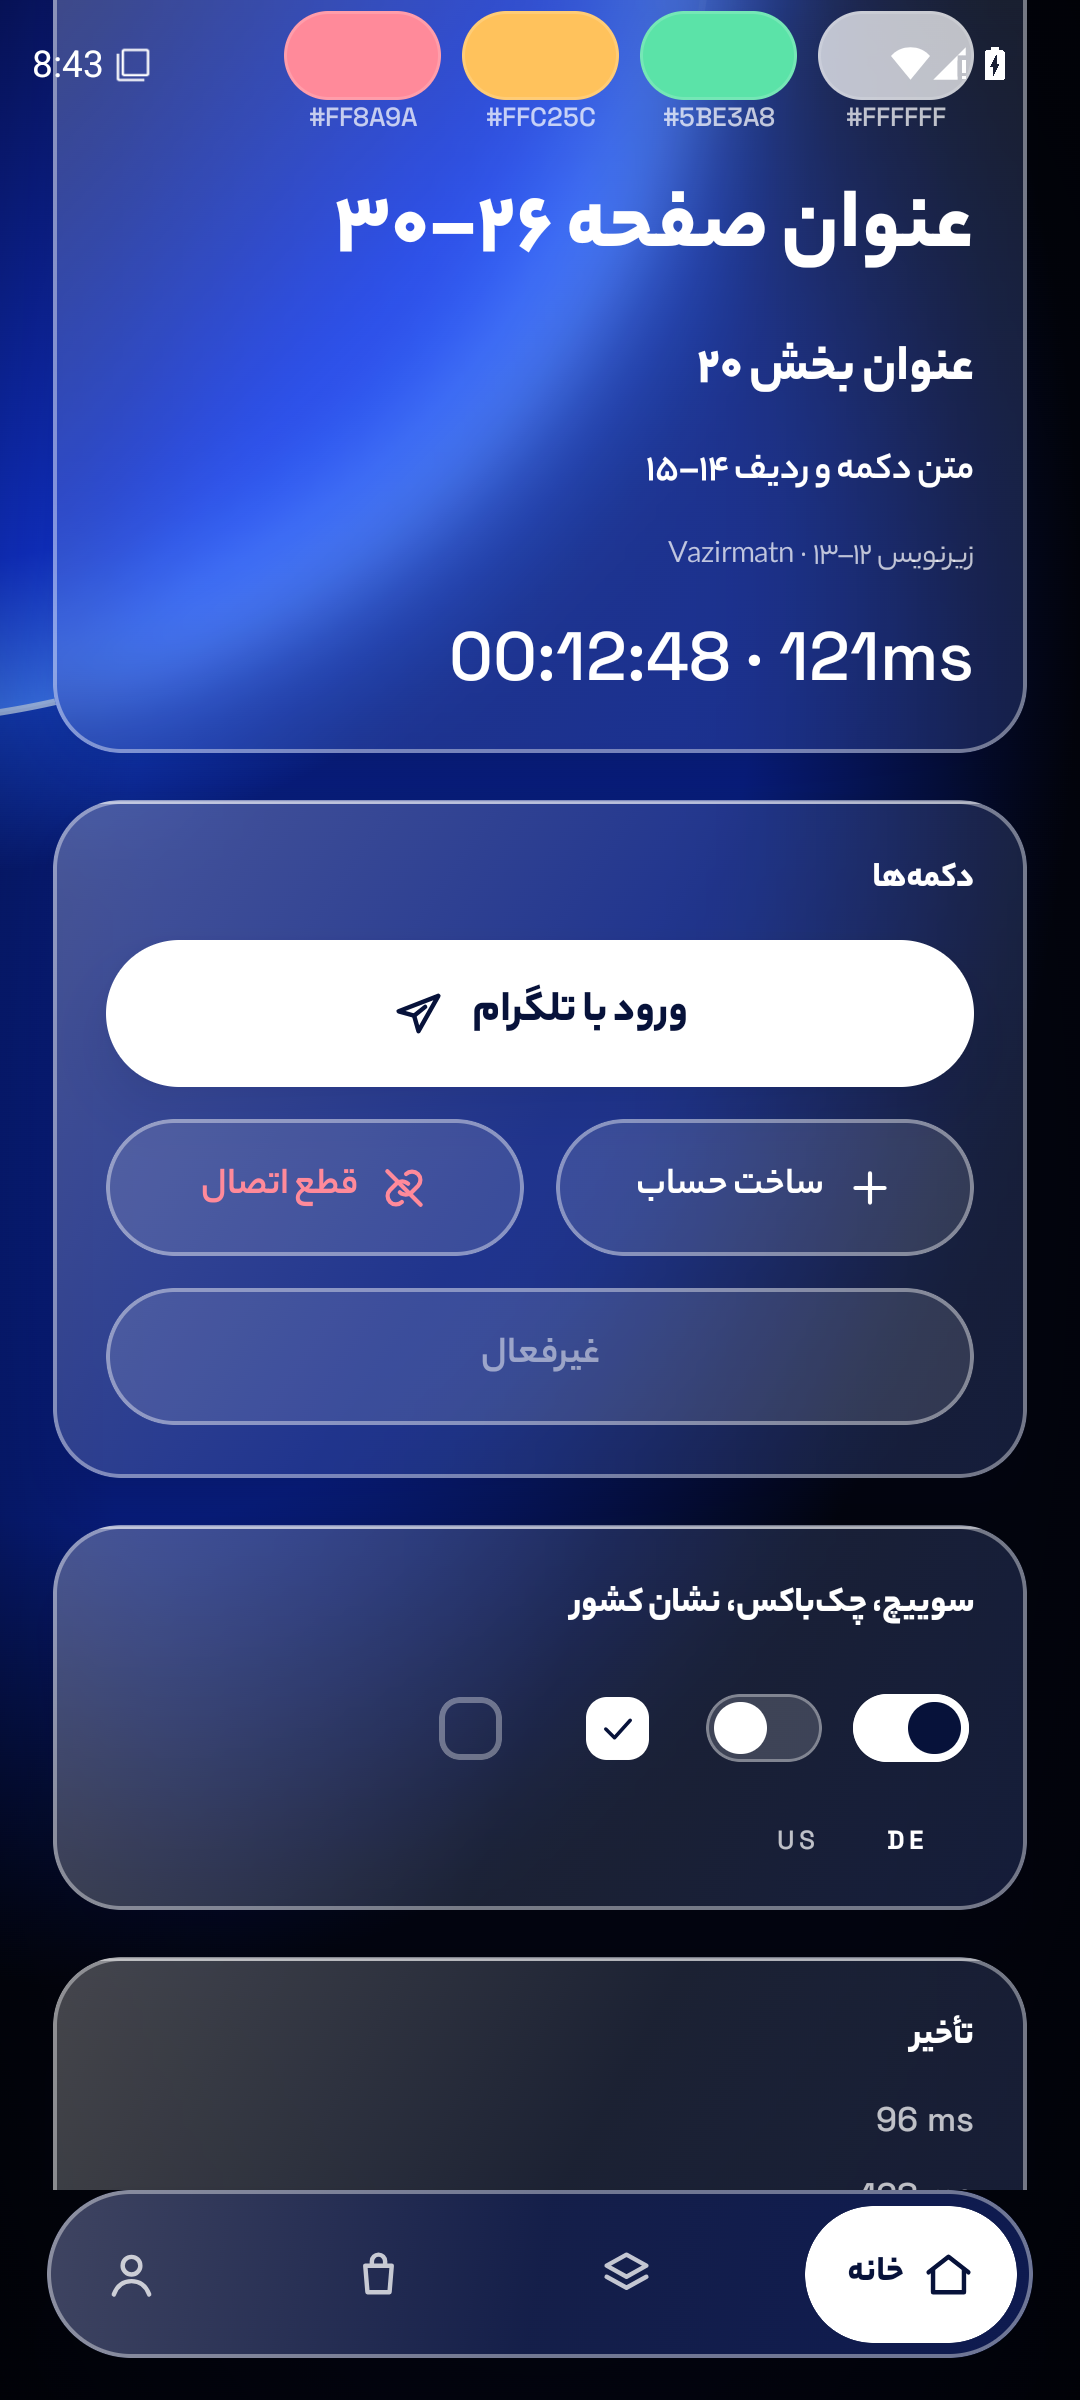 8:43
#FF8A9A #FFC25C #5BE3A8 #FFFFFF
عنوان صفحه ۲۶–۳۰
عنوان بخش ۲۰
متن دکمه و ردیف ۱۴–۱۵
زیرنویس ۱۲–۱۳ · Vazirmatn
00:12:48 · 121ms
دکمه‌ها
ورود با تلگرام
ساخت حساب
قطع اتصال
غیرفعال
سوییچ، چک‌باکس، نشان کشور
DE
US
تأخیر
96 ms
خانه